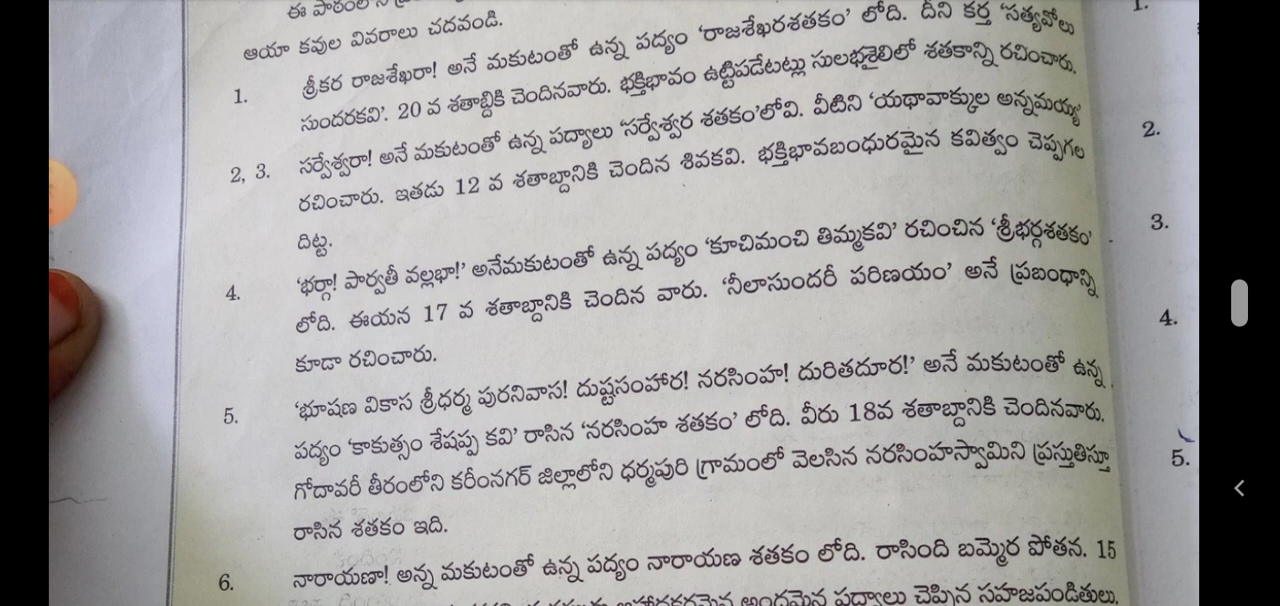 ఈ పాఠంలోని
ఆయా కవుల వివరాలు చదవండి.
1. శ్రీకర రాజశేఖరా! అనే మకుటంతో ఉన్న పద్యం ‘రాజశేఖరశతకం’ లోది. దీని కర్త ‘సత్యవోలు
సుందరకవి’. 20 వ శతాబ్దికి చెందినవారు. భక్తిభావం ఉట్టిపడేటట్లు సులభశైలిలో శతకాన్ని రచించారు.
2, 3. సర్వేశ్వరా! అనే మకుటంతో ఉన్న పద్యాలు ‘సర్వేశ్వర శతకం’లోవి. వీటిని ‘యథావాక్కుల అన్నమయ్య’
రచించారు. ఇతడు 12 వ శతాబ్దానికి చెందిన శివకవి. భక్తిభావబంధురమైన కవిత్వం చెప్పగల
దిట్ట.
4. ‘భర్గా! పార్వతీ వల్లభా!’ అనేమకుటంతో ఉన్న పద్యం ‘కూచిమంచి తిమ్మకవి’ రచించిన ‘శ్రీభర్గశతకం’
లోది. ఈయన 17 వ శతాబ్దానికి చెందిన వారు. ‘నీలాసుందరీ పరిణయం’ అనే ప్రబంధాన్ని
కూడా రచించారు.
5. ‘భూషణ వికాస శ్రీధర్మ పురనివాస! దుష్టసంహార! నరసింహ! దురితదూర!’ అనే మకుటంతో ఉన్న
పద్యం ‘కాకుత్సం శేషప్ప కవి’ రాసిన ‘నరసింహ శతకం’ లోది. వీరు 18వ శతాబ్దానికి చెందినవారు.
గోదావరీ తీరంలోని కరీంనగర్ జిల్లాలోని ధర్మపురి గ్రామంలో వెలసిన నరసింహస్వామిని ప్రస్తుతిస్తూ
రాసిన శతకం ఇది.
6. నారాయణా! అన్న మకుటంతో ఉన్న పద్యం నారాయణ శతకం లోది. రాసింది బమ్మెర పోతన. 15
అందమైన పద్యాలు చెప్పిన సహజపండితులు.
1.
2.
3.
4.
5.